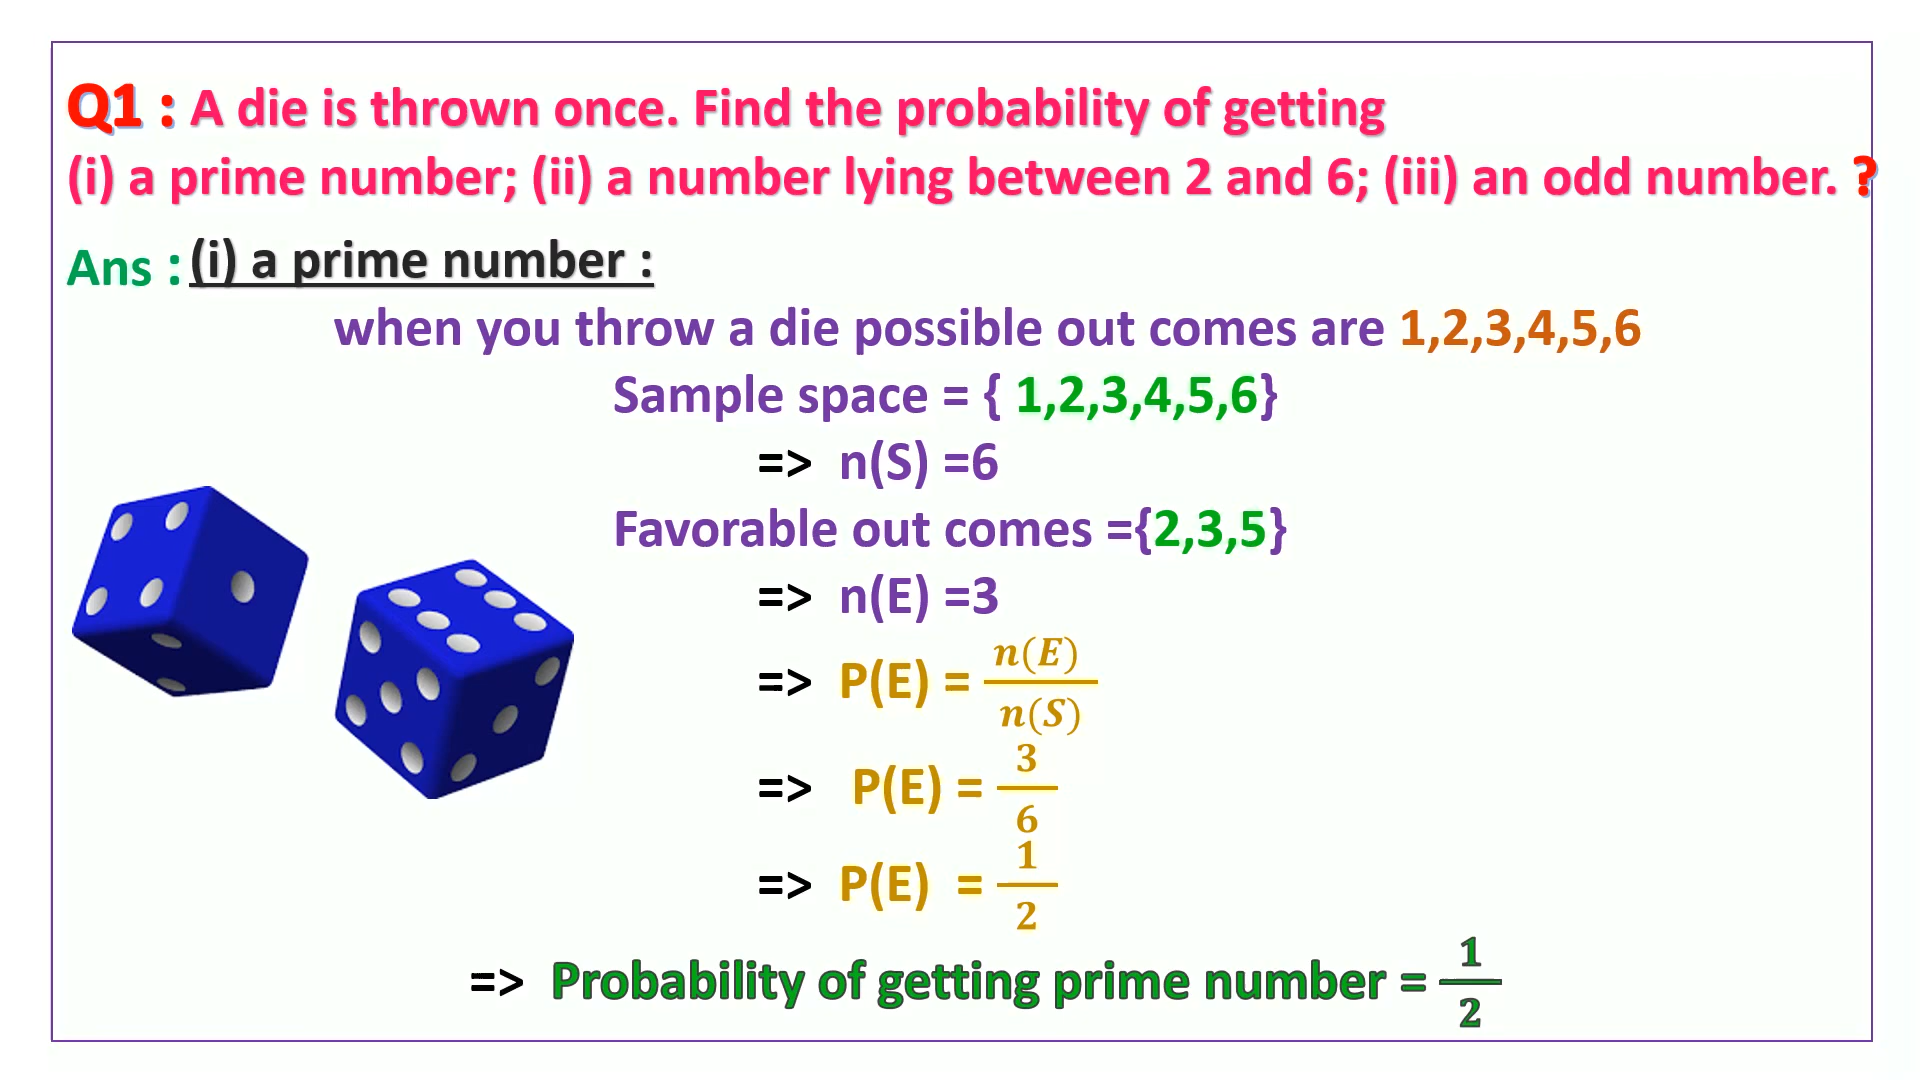 Q1 : A die is thrown once. Find the probability of getting
(i) a prime number; (ii) a number lying between 2 and 6; (iii) an odd number. ?
Ans : (i) a prime number :
when you throw a die possible out comes are 1,2,3,4,5,6
Sample space = { 1,2,3,4,5,6}
=> n(S) =6
Favorable out comes ={2,3,5}
=> n(E) =3
=> P(E) = n(E)/n(S)
=> P(E) = 3/6
=> P(E) = 1/2
=> Probability of getting prime number = 1/2